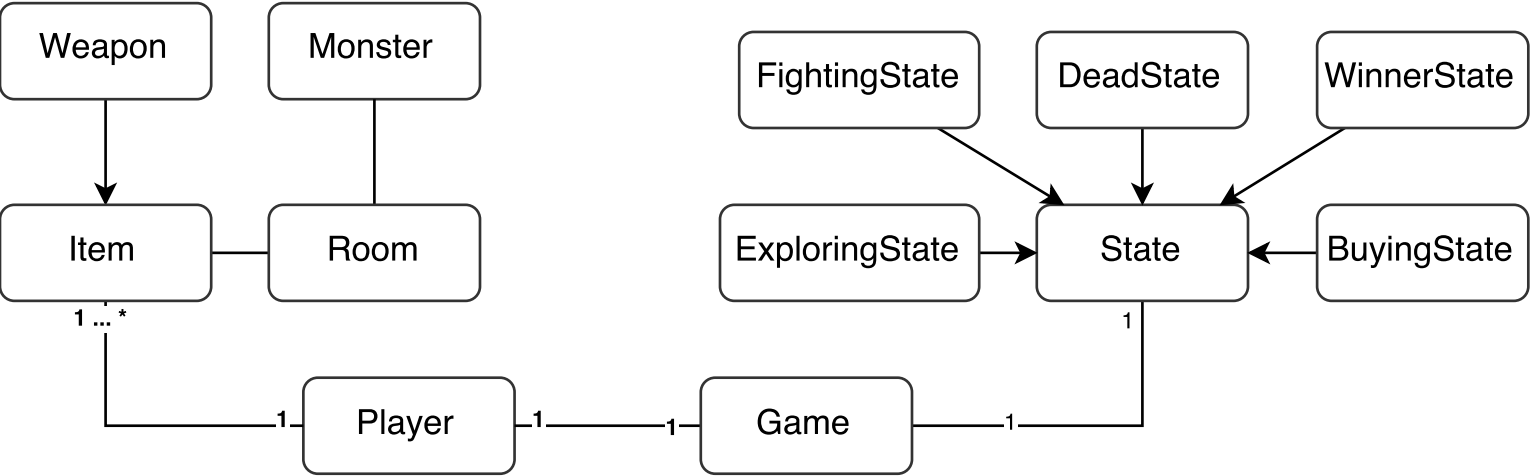 Weapon
Monster
FightingState
DeadState
WinnerState
Item
Room
ExploringState
State
BuyingState
1 ... *
1
1
Player
1
1
Game
1